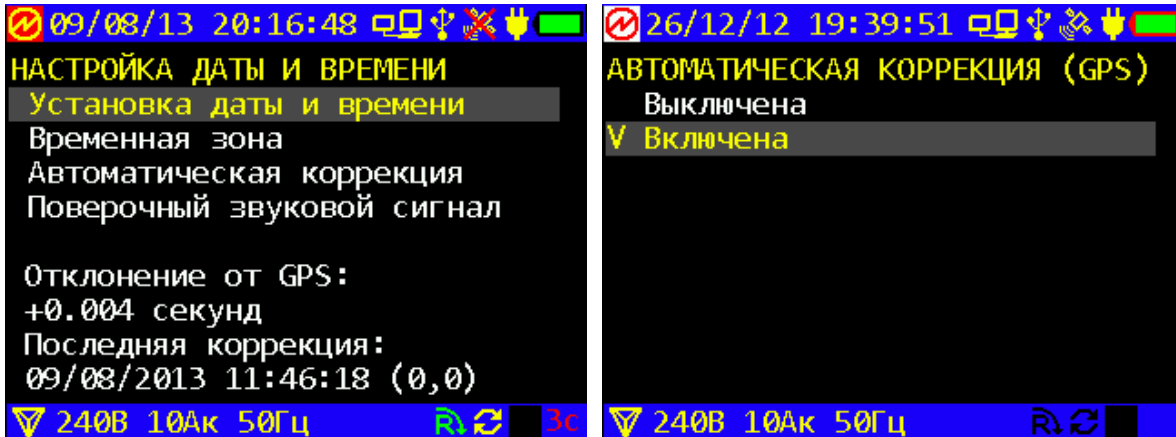 09/08/13 20:16:48
НАСТРОЙКА ДАТЫ И ВРЕМЕНИ
Установка даты и времени
Временная зона
Автоматическая коррекция
Поверочный звуковой сигнал
Отклонение от GPS:
+0.004 секунд
Последняя коррекция:
09/08/2013 11:46:18 (0,0)
240В 10Ак 50Гц R 3с
26/12/12 19:39:51
АВТОМАТИЧЕСКАЯ КОРРЕКЦИЯ (GPS)
Выключена
V Включена
240В 10Ак 50Гц R